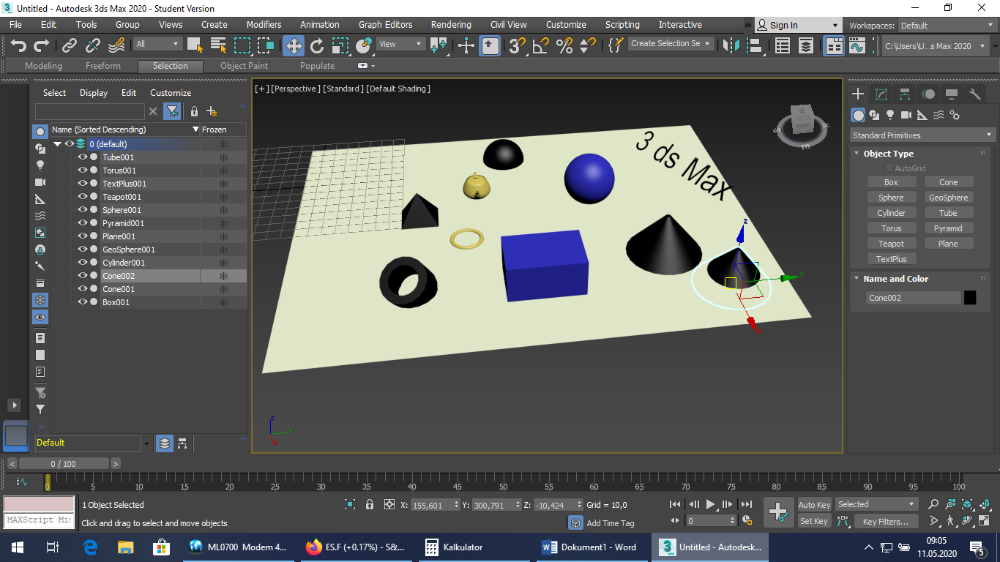 Untitled - Autodesk 3ds Max 2020 - Student Version
File Edit Tools Group Views Create Modifiers Animation Graph Editors Rendering Civil View Customize Scripting Interactive » Sign In Workspaces: Default
All View Create Selection Se C:\Users\U...s Max 2020
Modeling Freeform Selection Object Paint Populate
Select Display Edit Customize
Name (Sorted Descending) Frozen
0 (default)
Tube001
Torus001
TextPlus001
Teapot001
Sphere001
Pyramid001
Plane001
GeoSphere001
Cylinder001
Cone002
Cone001
Box001
Default
[+] [Perspective ] [Standard ] [Default Shading ]
3 ds Max
RIGHT
S N E
z
y
x
z
y
x
Standard Primitives
Object Type
AutoGrid
Box Cone
Sphere GeoSphere
Cylinder Tube
Torus Pyramid
Teapot Plane
TextPlus
Name and Color
Cone002
< 0 / 100 >
0 5 10 15 20 25 30 35 40 45 50 55 60 65 70 75 80 85 90 95 100
1 Object Selected X: 155,601 Y: 300,791 Z: -10,424 Grid = 10,0 Auto Key Selected
MAXScript Mi
Click and drag to select and move objects Add Time Tag 0 Set Key Key Filters...
ML0700 Modem 4... ES.F (+0.17%) - S&... Kalkulator Dokument1 - Word Untitled - Autodesk... 09:05
11.05.2020 5